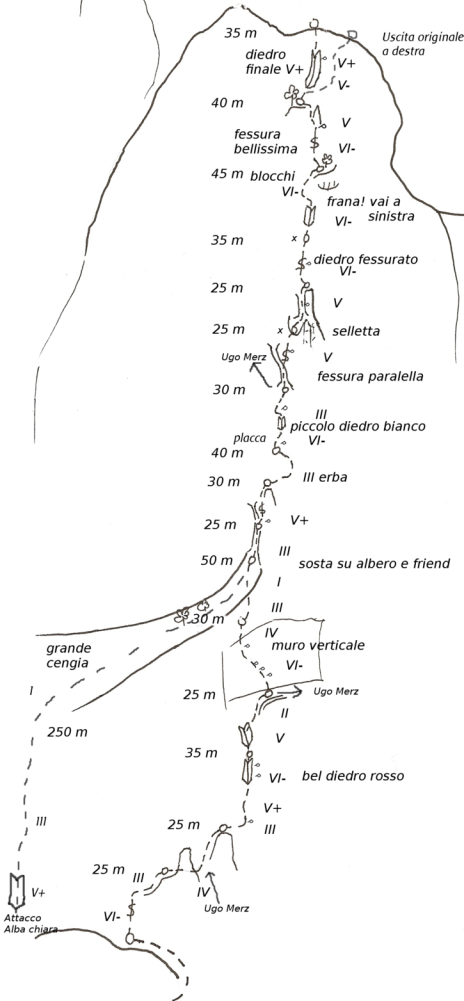 35 m
Uscita originale
a destra
diedro
finale V+
V+
V-
40 m
V
fessura
bellissima
VI-
45 m
blocchi
VI-
frana! vai a
sinistra
VI-
35 m
x
diedro fessurato
VI-
25 m
V
25 m
x
selletta
Ugo Merz
V
fessura paralella
30 m
III
piccolo diedro bianco
placca
VI-
40 m
30 m
III erba
25 m
V+
III
50 m
sosta su albero e friend
I
30 m
III
IV
muro verticale
grande
cengia
VI-
I
25 m
Ugo Merz
II
250 m
V
35 m
VI-
bel diedro rosso
V+
III
25 m
III
25 m
III
V+
IV
Ugo Merz
Attacco
Alba chiara
VI-